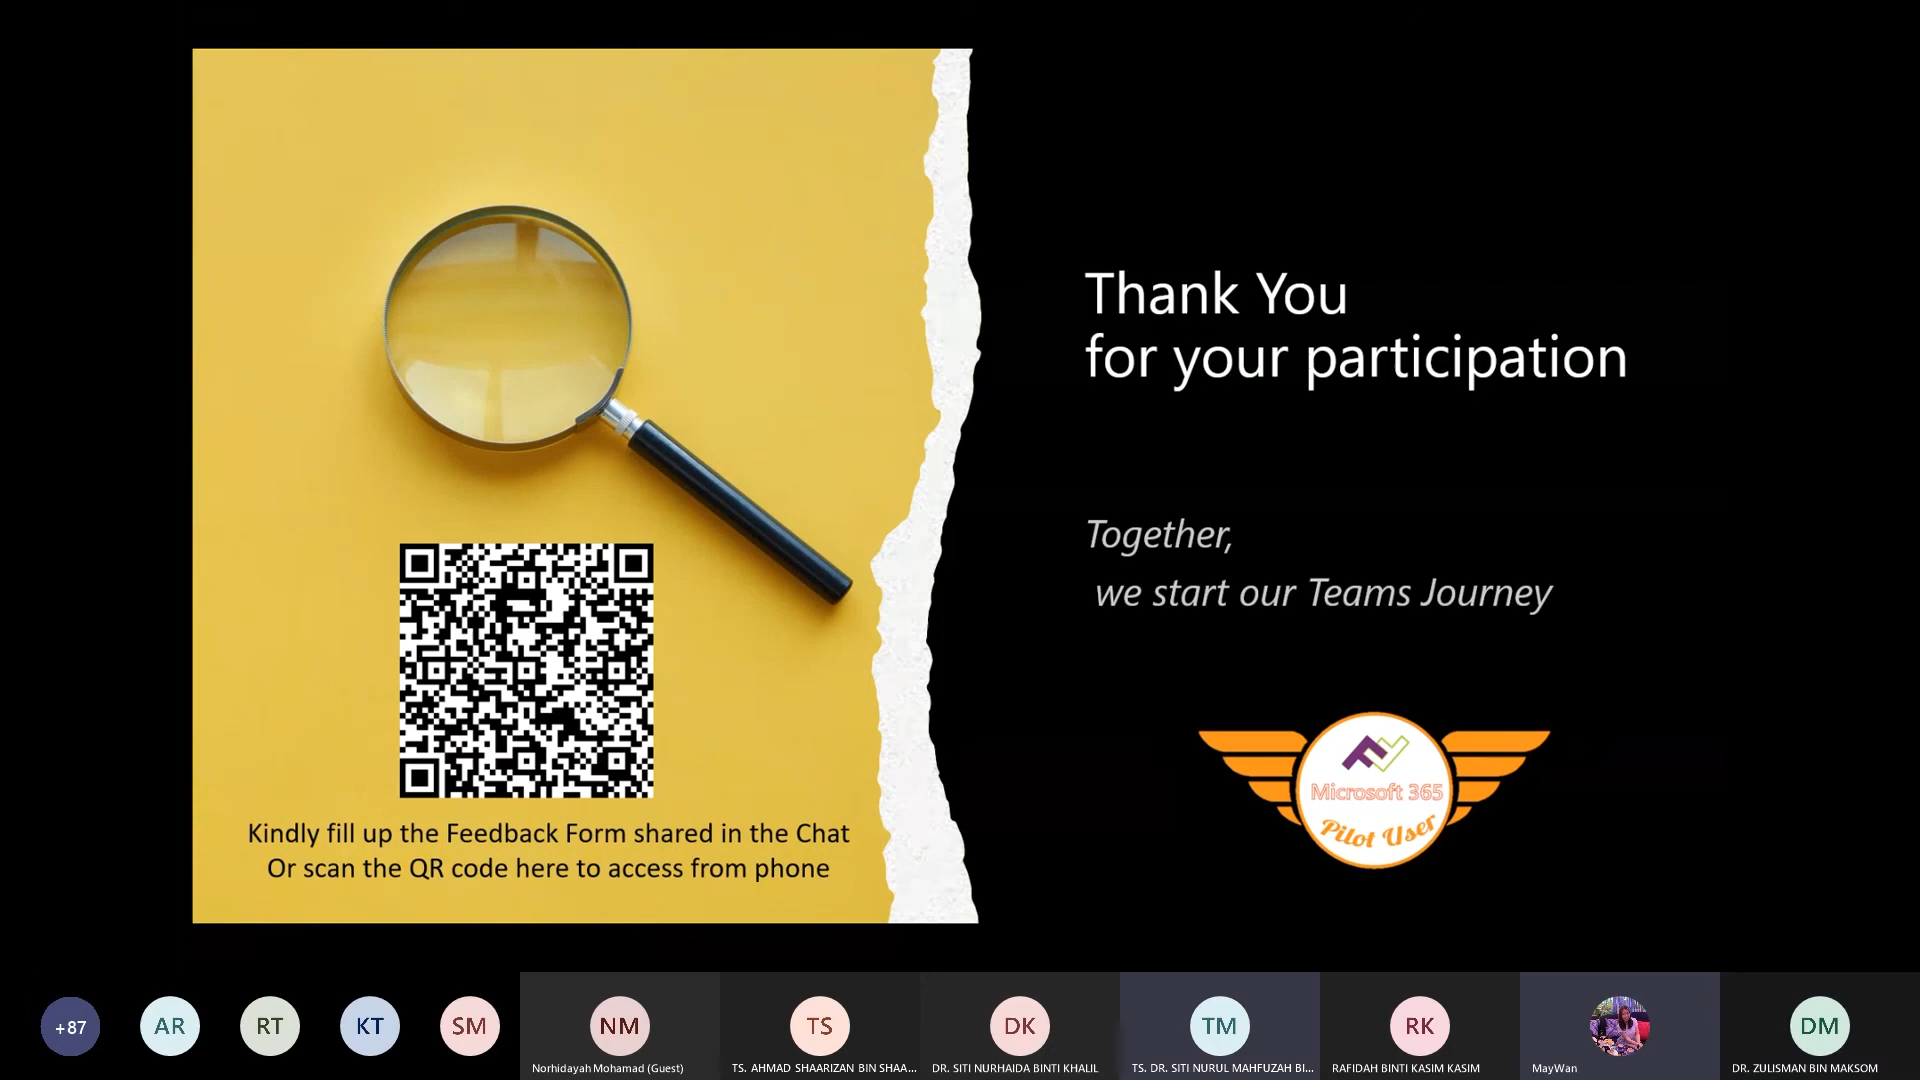 Thank You
for your participation
Together,
we start our Teams Journey
Microsoft 365
Pilot User
Kindly fill up the Feedback Form shared in the Chat
Or scan the QR code here to access from phone
+87
AR
RT
KT
SM
NM
Norhidayah Mohamad (Guest)
TS
TS. AHMAD SHAARIZAN BIN SHAA...
DK
DR. SITI NURHAIDA BINTI KHALIL
TM
TS. DR. SITI NURUL MAHFUZAH BI...
RK
RAFIDAH BINTI KASIM KASIM
MayWan
DM
DR. ZULISMAN BIN MAKSOM